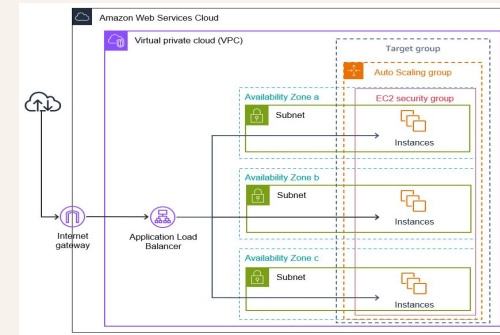 Amazon Web Services Cloud
Virtual private cloud (VPC)
Target group
Auto Scaling group
Availability Zone a
EC2 security group
Subnet
Instances
Availability Zone b
Subnet
Instances
Internet
gateway
Application Load
Balancer
Availability Zone c
Subnet
Instances